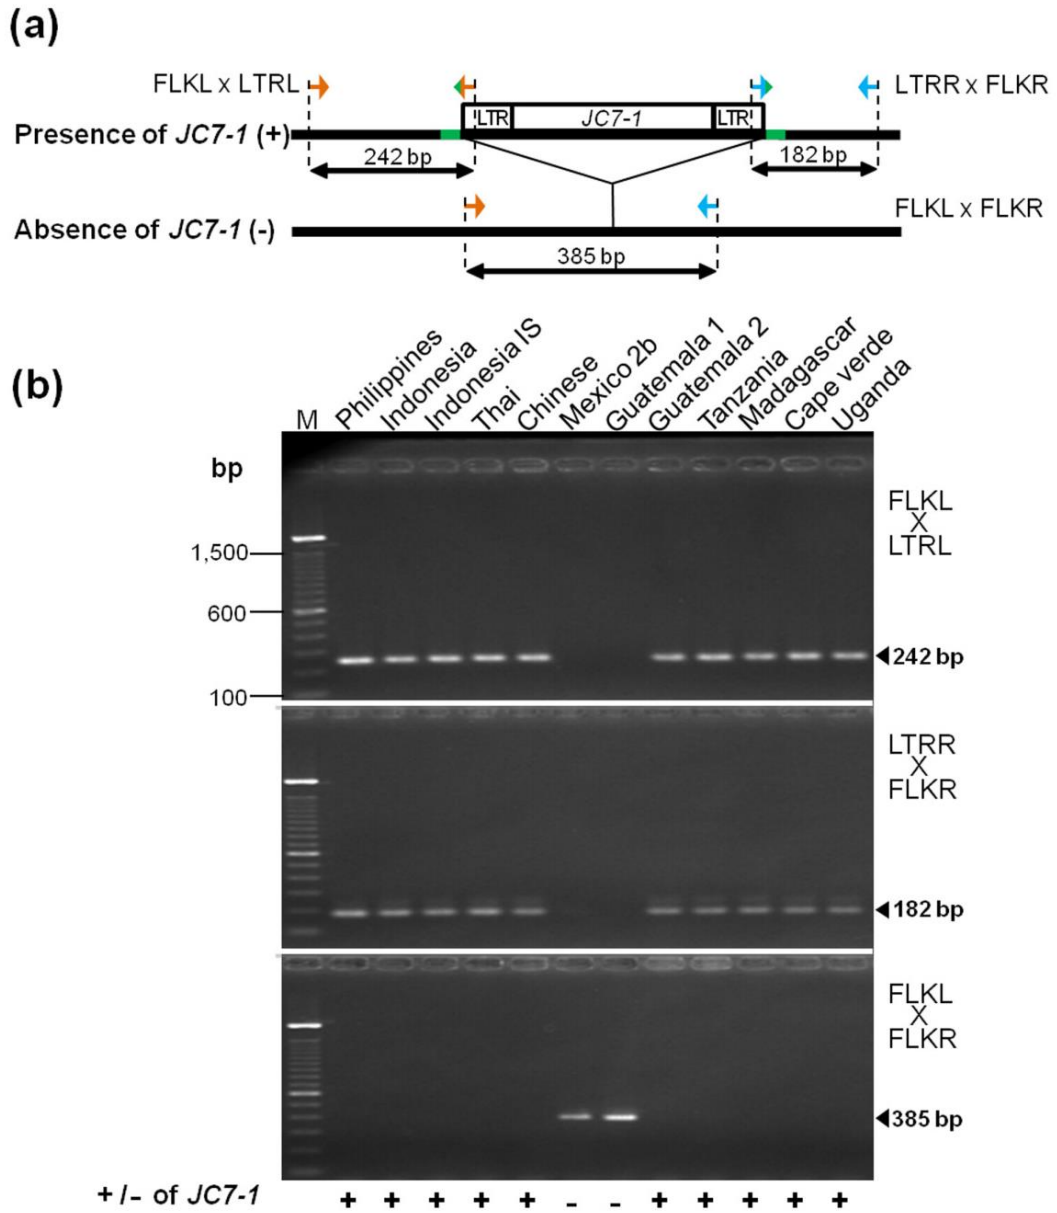 (a)
FLKL x LTRL
LTRR x FLKR
LTR
JC7-1
LTR
Presence of JC7-1 (+)
242 bp
182 bp
FLKL x FLKR
Absence of JC7-1 (-)
385 bp
(b)
M
Philippines
Indonesia
Indonesia IS
Thai
Chinese
Mexico 2b
Guatemala 1
Guatemala 2
Tanzania
Madagascar
Cape verde
Uganda
bp
FLKL
X
LTRL
1,500
600
242 bp
100
LTRR
X
FLKR
182 bp
FLKL
X
FLKR
385 bp
+ /- of JC7-1 + + + + + - - + + + + +